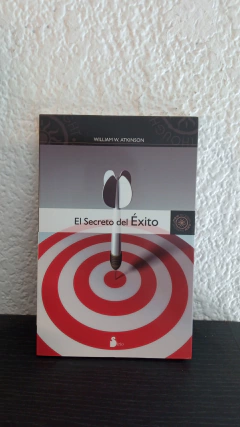 WILLIAM W. ATKINSON
El Secreto del Éxito